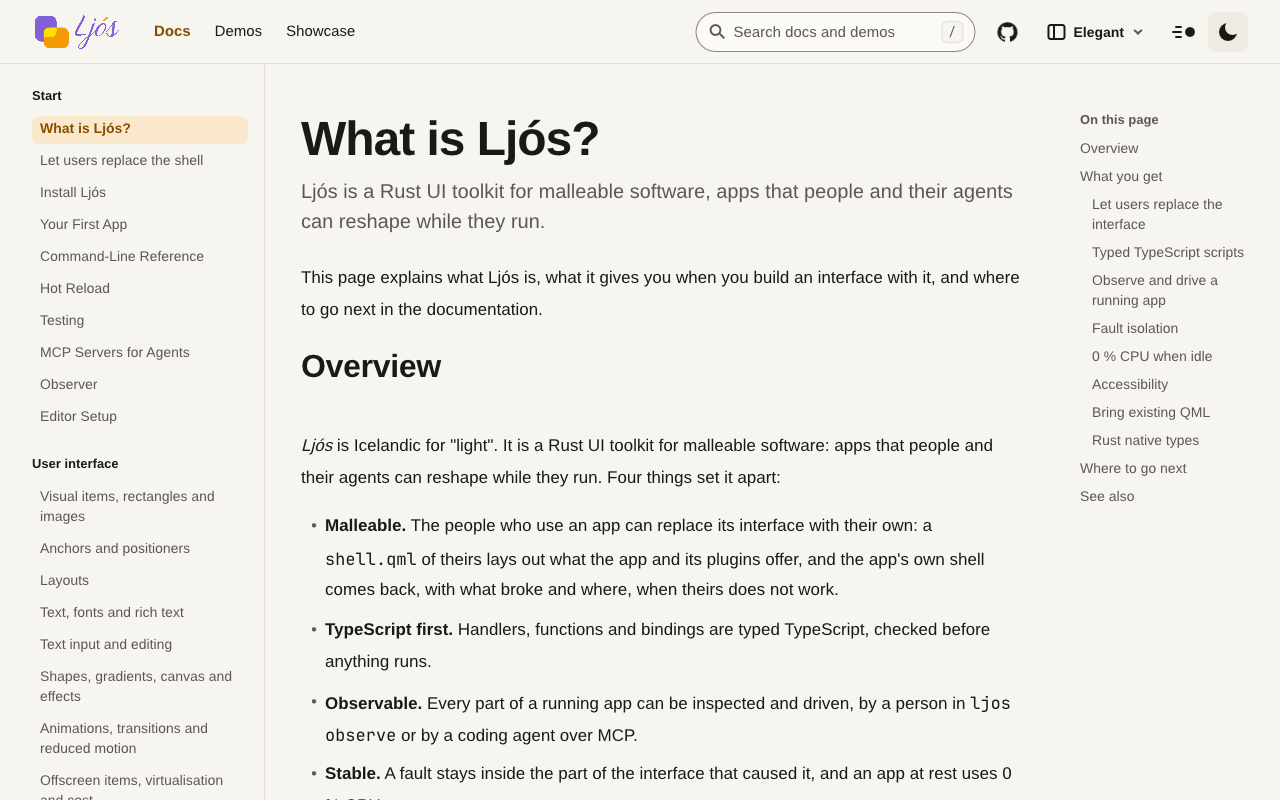 Ljós
Docs
Demos
Showcase
Search docs and demos
/
Elegant
Start
What is Ljós?
Let users replace the shell
Install Ljós
Your First App
Command-Line Reference
Hot Reload
Testing
MCP Servers for Agents
Observer
Editor Setup
User interface
Visual items, rectangles and
images
Anchors and positioners
Layouts
Text, fonts and rich text
Text input and editing
Shapes, gradients, canvas and
effects
Animations, transitions and
reduced motion
Offscreen items, virtualisation
and cost
What is Ljós?
Ljós is a Rust UI toolkit for malleable software, apps that people and their agents
can reshape while they run.
This page explains what Ljós is, what it gives you when you build an interface with it, and where
to go next in the documentation.
Overview
Ljós is Icelandic for "light". It is a Rust UI toolkit for malleable software: apps that people and
their agents can reshape while they run. Four things set it apart:
• Malleable. The people who use an app can replace its interface with their own: a
shell.qml of theirs lays out what the app and its plugins offer, and the app's own shell
comes back, with what broke and where, when theirs does not work.
• TypeScript first. Handlers, functions and bindings are typed TypeScript, checked before
anything runs.
• Observable. Every part of a running app can be inspected and driven, by a person in ljos
observe or by a coding agent over MCP.
• Stable. A fault stays inside the part of the interface that caused it, and an app at rest uses 0
% CPU
On this page
Overview
What you get
Let users replace the
interface
Typed TypeScript scripts
Observe and drive a
running app
Fault isolation
0 % CPU when idle
Accessibility
Bring existing QML
Rust native types
Where to go next
See also